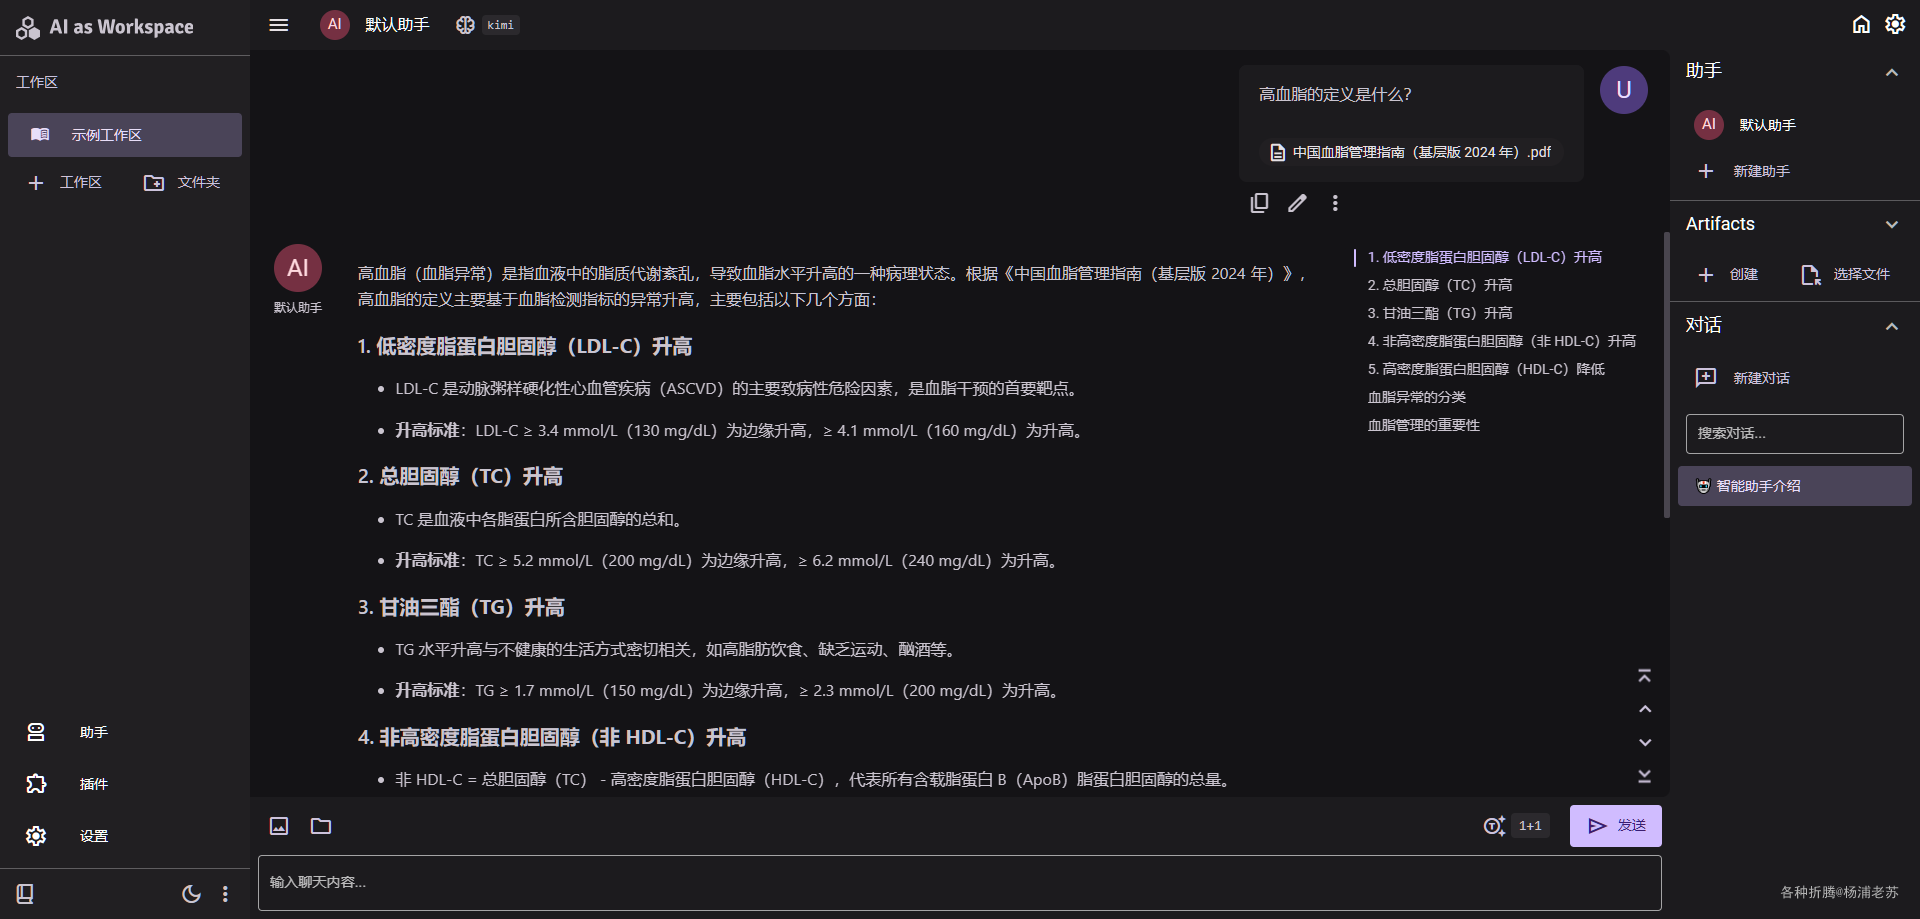 AI as Workspace
工作区
示例工作区
工作区
文件夹
助手
插件
设置
AI
默认助手
kimi
高血脂的定义是什么?
中国血脂管理指南（基层版 2024 年）.pdf
U
AI
默认助手
高血脂（血脂异常）是指血液中的脂质代谢紊乱，导致血脂水平升高的一种病理状态。根据《中国血脂管理指南（基层版 2024 年）》，
高血脂的定义主要基于血脂检测指标的异常升高，主要包括以下几个方面：
1. 低密度脂蛋白胆固醇（LDL-C）升高
• LDL-C 是动脉粥样硬化性心血管疾病（ASCVD）的主要致病性危险因素，是血脂干预的首要靶点。
• 升高标准：LDL-C ≥ 3.4 mmol/L（130 mg/dL）为边缘升高，≥ 4.1 mmol/L（160 mg/dL）为升高。
2. 总胆固醇（TC）升高
• TC 是血液中各脂蛋白所含胆固醇的总和。
• 升高标准：TC ≥ 5.2 mmol/L（200 mg/dL）为边缘升高，≥ 6.2 mmol/L（240 mg/dL）为升高。
3. 甘油三酯（TG）升高
• TG 水平升高与不健康的生活方式密切相关，如高脂肪饮食、缺乏运动、酗酒等。
• 升高标准：TG ≥ 1.7 mmol/L（150 mg/dL）为边缘升高，≥ 2.3 mmol/L（200 mg/dL）为升高。
4. 非高密度脂蛋白胆固醇（非 HDL-C）升高
• 非 HDL-C = 总胆固醇（TC） - 高密度脂蛋白胆固醇（HDL-C），代表所有含载脂蛋白 B（ApoB）脂蛋白胆固醇的总量。
1. 低密度脂蛋白胆固醇（LDL-C）升高
2. 总胆固醇（TC）升高
3. 甘油三酯（TG）升高
4. 非高密度脂蛋白胆固醇（非 HDL-C）升高
5. 高密度脂蛋白胆固醇（HDL-C）降低
血脂异常的分类
血脂管理的重要性
1+1
发送
输入聊天内容...
助手
AI
默认助手
新建助手
Artifacts
创建
选择文件
对话
新建对话
搜索对话...
智能助手介绍
各种折腾@杨浦老苏